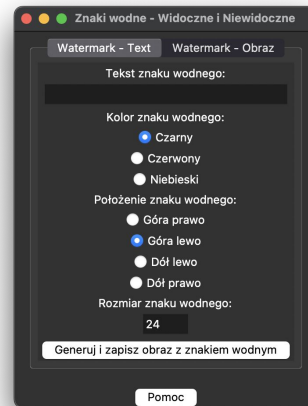 Znaki wodne - Widoczne i Niewidoczne
Watermark - Text Watermark - Obraz
Tekst znaku wodnego:
Kolor znaku wodnego:
Czarny
Czerwony
Niebieski
Położenie znaku wodnego:
Góra prawo
Góra lewo
Dół lewo
Dół prawo
Rozmiar znaku wodnego:
24
Generuj i zapisz obraz z znakiem wodnym
Pomoc